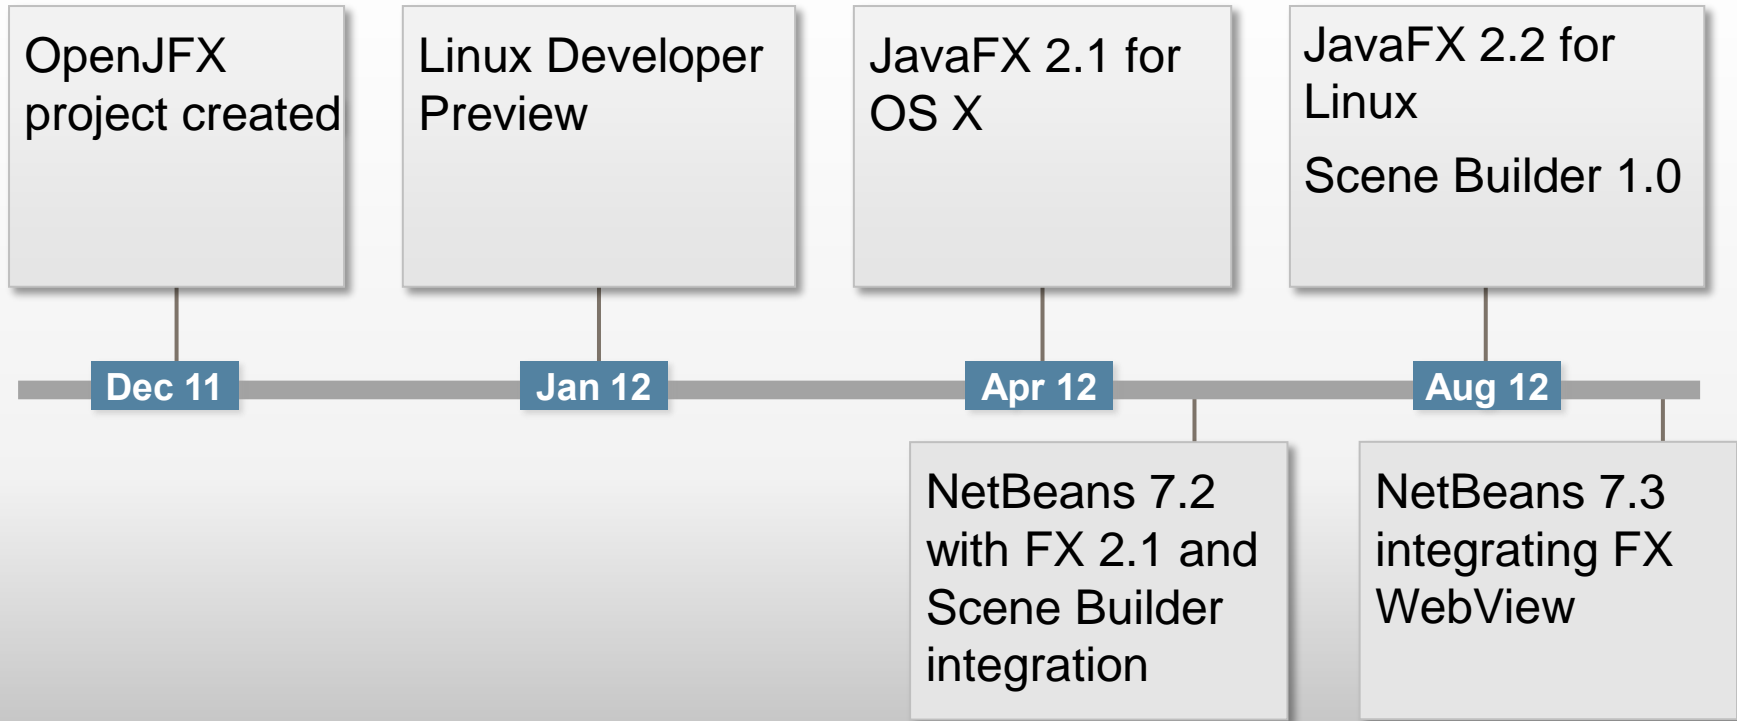 OpenJFX
project created
Linux Developer
Preview
JavaFX 2.1 for
OS X
JavaFX 2.2 for
Linux
Scene Builder 1.0
Dec 11
Jan 12
Apr 12
Aug 12
NetBeans 7.2
with FX 2.1 and
Scene Builder
integration
NetBeans 7.3
integrating FX
WebView